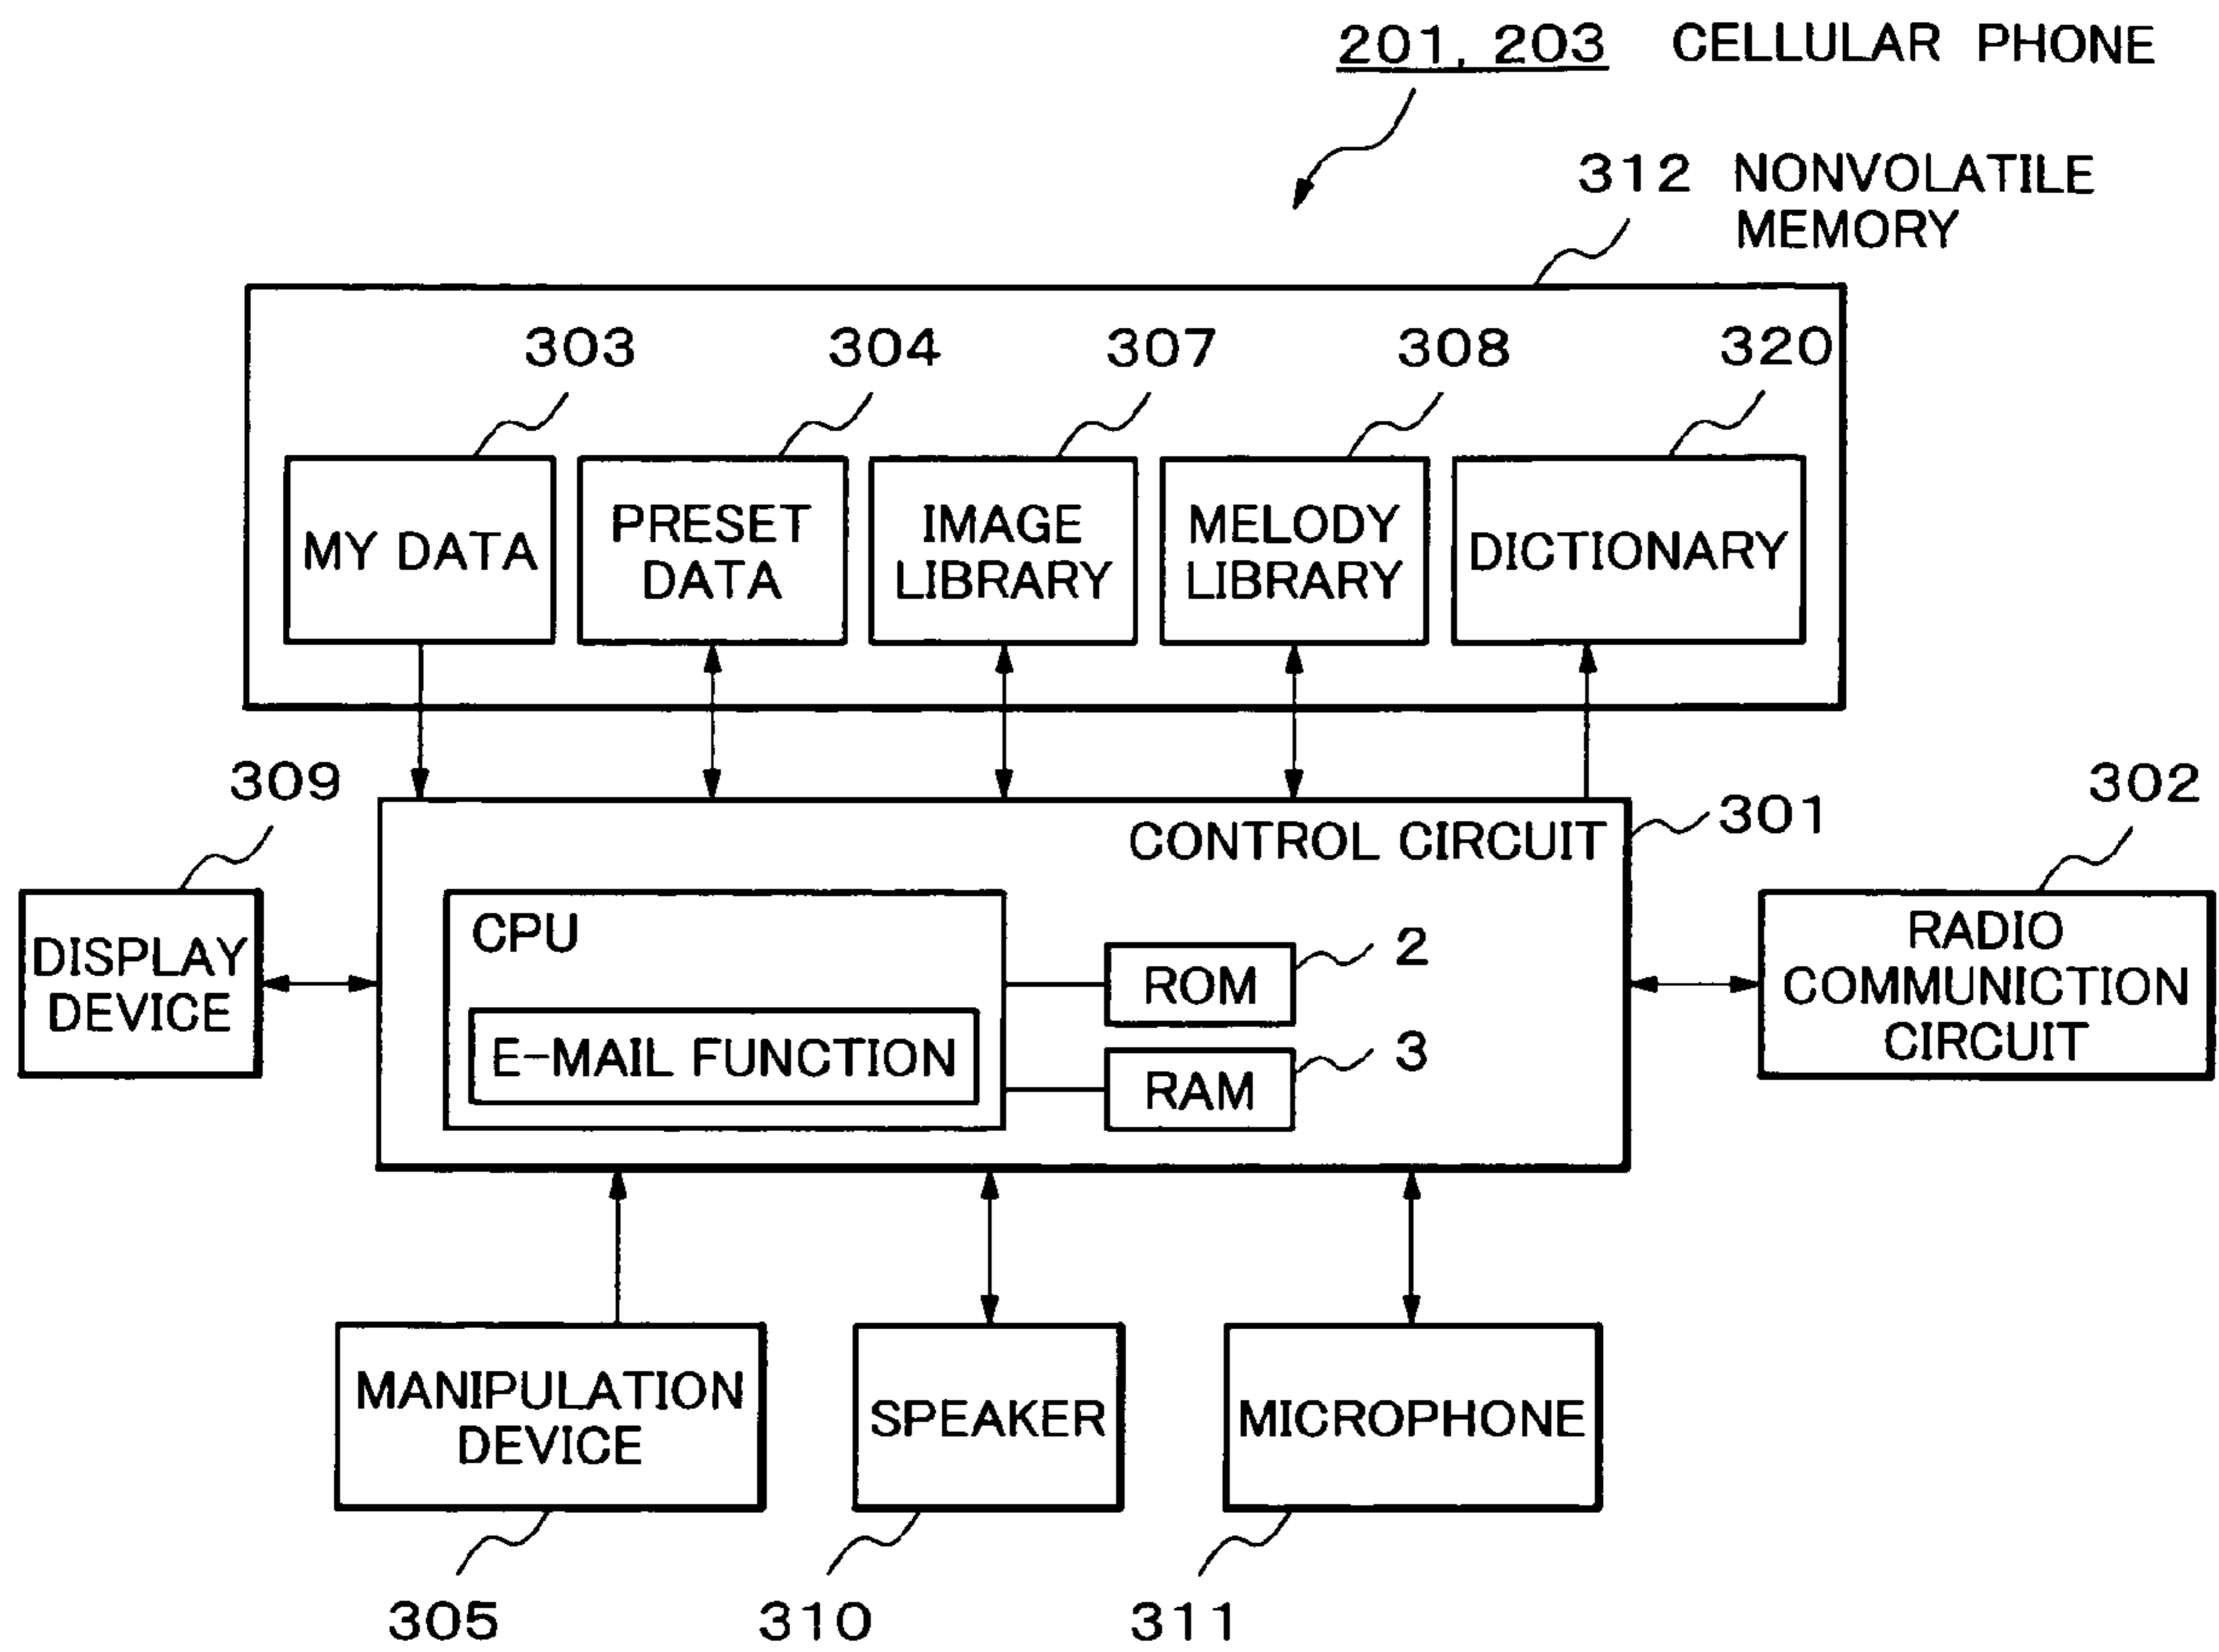 201, 203 CELLULAR PHONE
312 NONVOLATILE
MEMORY
303
304
307
308
320
MY DATA
PRESET
DATA
IMAGE
LIBRARY
MELODY
LIBRARY
DICTIONARY
309
CONTROL CIRCUIT
301
302
DISPLAY
DEVICE
CPU
E-MAIL FUNCTION
ROM
2
RAM
3
RADIO
COMMUNICTION
CIRCUIT
MANIPULATION
DEVICE
SPEAKER
MICROPHONE
305
310
311